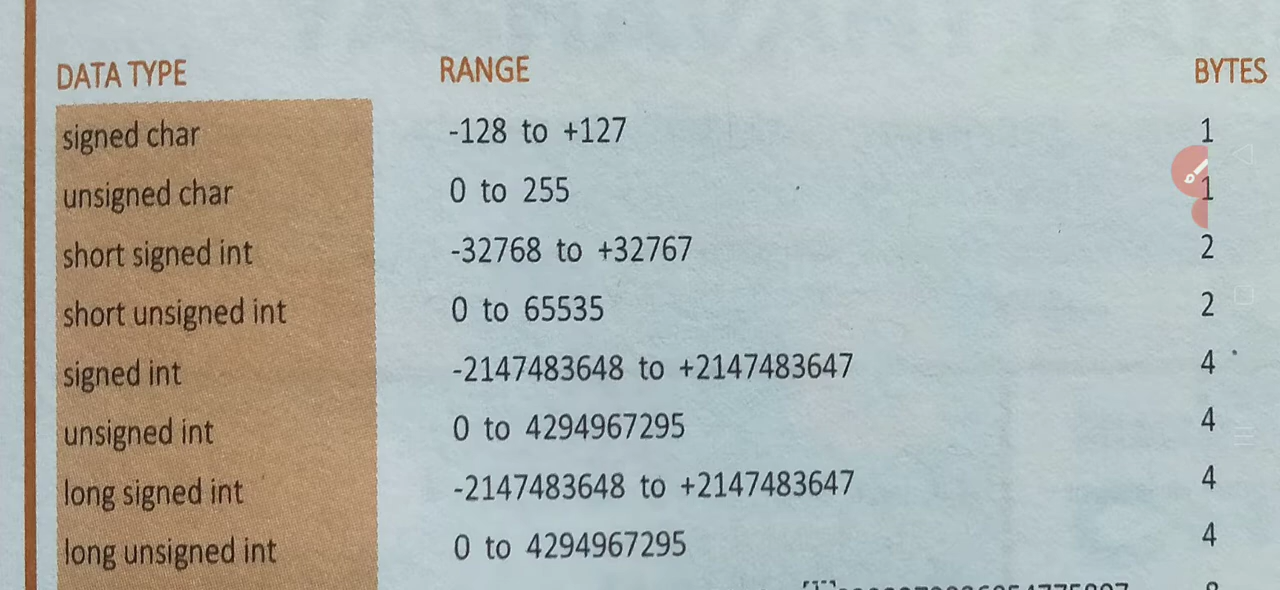 DATA TYPE RANGE BYTES
signed char -128 to +127 1
unsigned char 0 to 255 1
short signed int -32768 to +32767 2
short unsigned int 0 to 65535 2
signed int -2147483648 to +2147483647 4
unsigned int 0 to 4294967295 4
long signed int -2147483648 to +2147483647 4
long unsigned int 0 to 4294967295 4